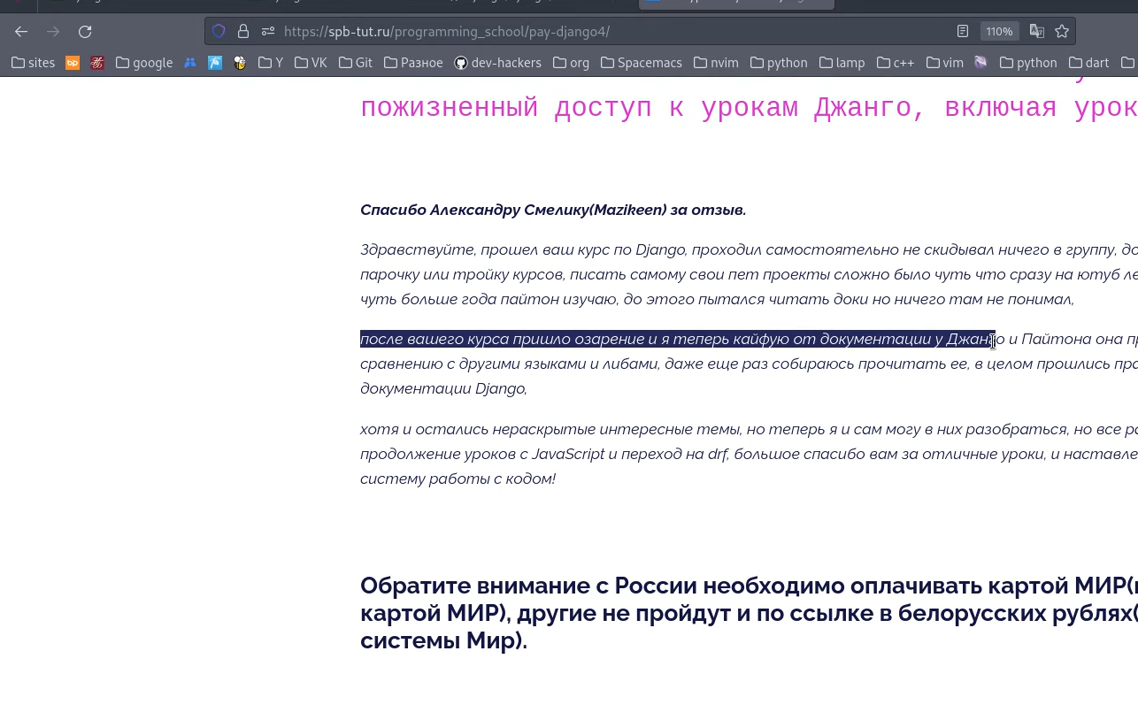 https://spb-tut.ru/programming_school/pay-django4/
110%
sites
google
Y
VK
Git
Разное
dev-hackers
org
Spacemacs
nvim
python
lamp
c++
vim
python
dart
пожизненный доступ к урокам Джанго, включая урок
Спасибо Александру Смелику(Mazikeen) за отзыв.
Здравствуйте, прошел ваш курс по Django, проходил самостоятельно не скидывал ничего в группу, до
парочку или тройку курсов, писать самому свои пет проекты сложно было чуть что сразу на ютуб ле
чуть больше года пайтон изучаю, до этого пытался читать доки но ничего там не понимал,
после вашего курса пришло озарение и я теперь кайфую от документации у Джанго и Пайтона она пр
сравнению с другими языками и либами, даже еще раз собираюсь прочитать ее, в целом прошлись пра
документации Django,
хотя и остались нераскрытые интересные темы, но теперь я и сам могу в них разобраться, но все ра
продолжение уроков с JavaScript и переход на drf, большое спасибо вам за отличные уроки, и наставле
систему работы с кодом!
Обратите внимание с России необходимо оплачивать картой МИР(
картой МИР), другие не пройдут и по ссылке в белорусских рублях(
системы Мир).